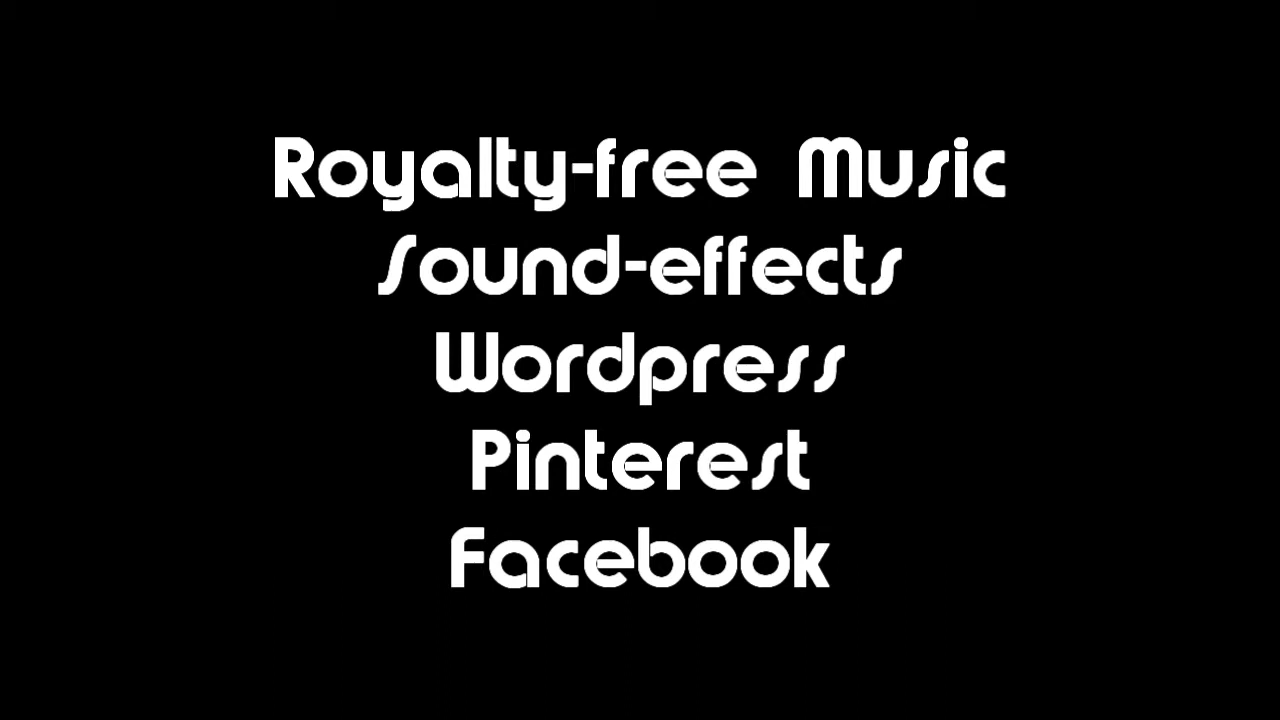 Royalty-free Music
Sound-effects
Wordpress
Pinterest
Facebook